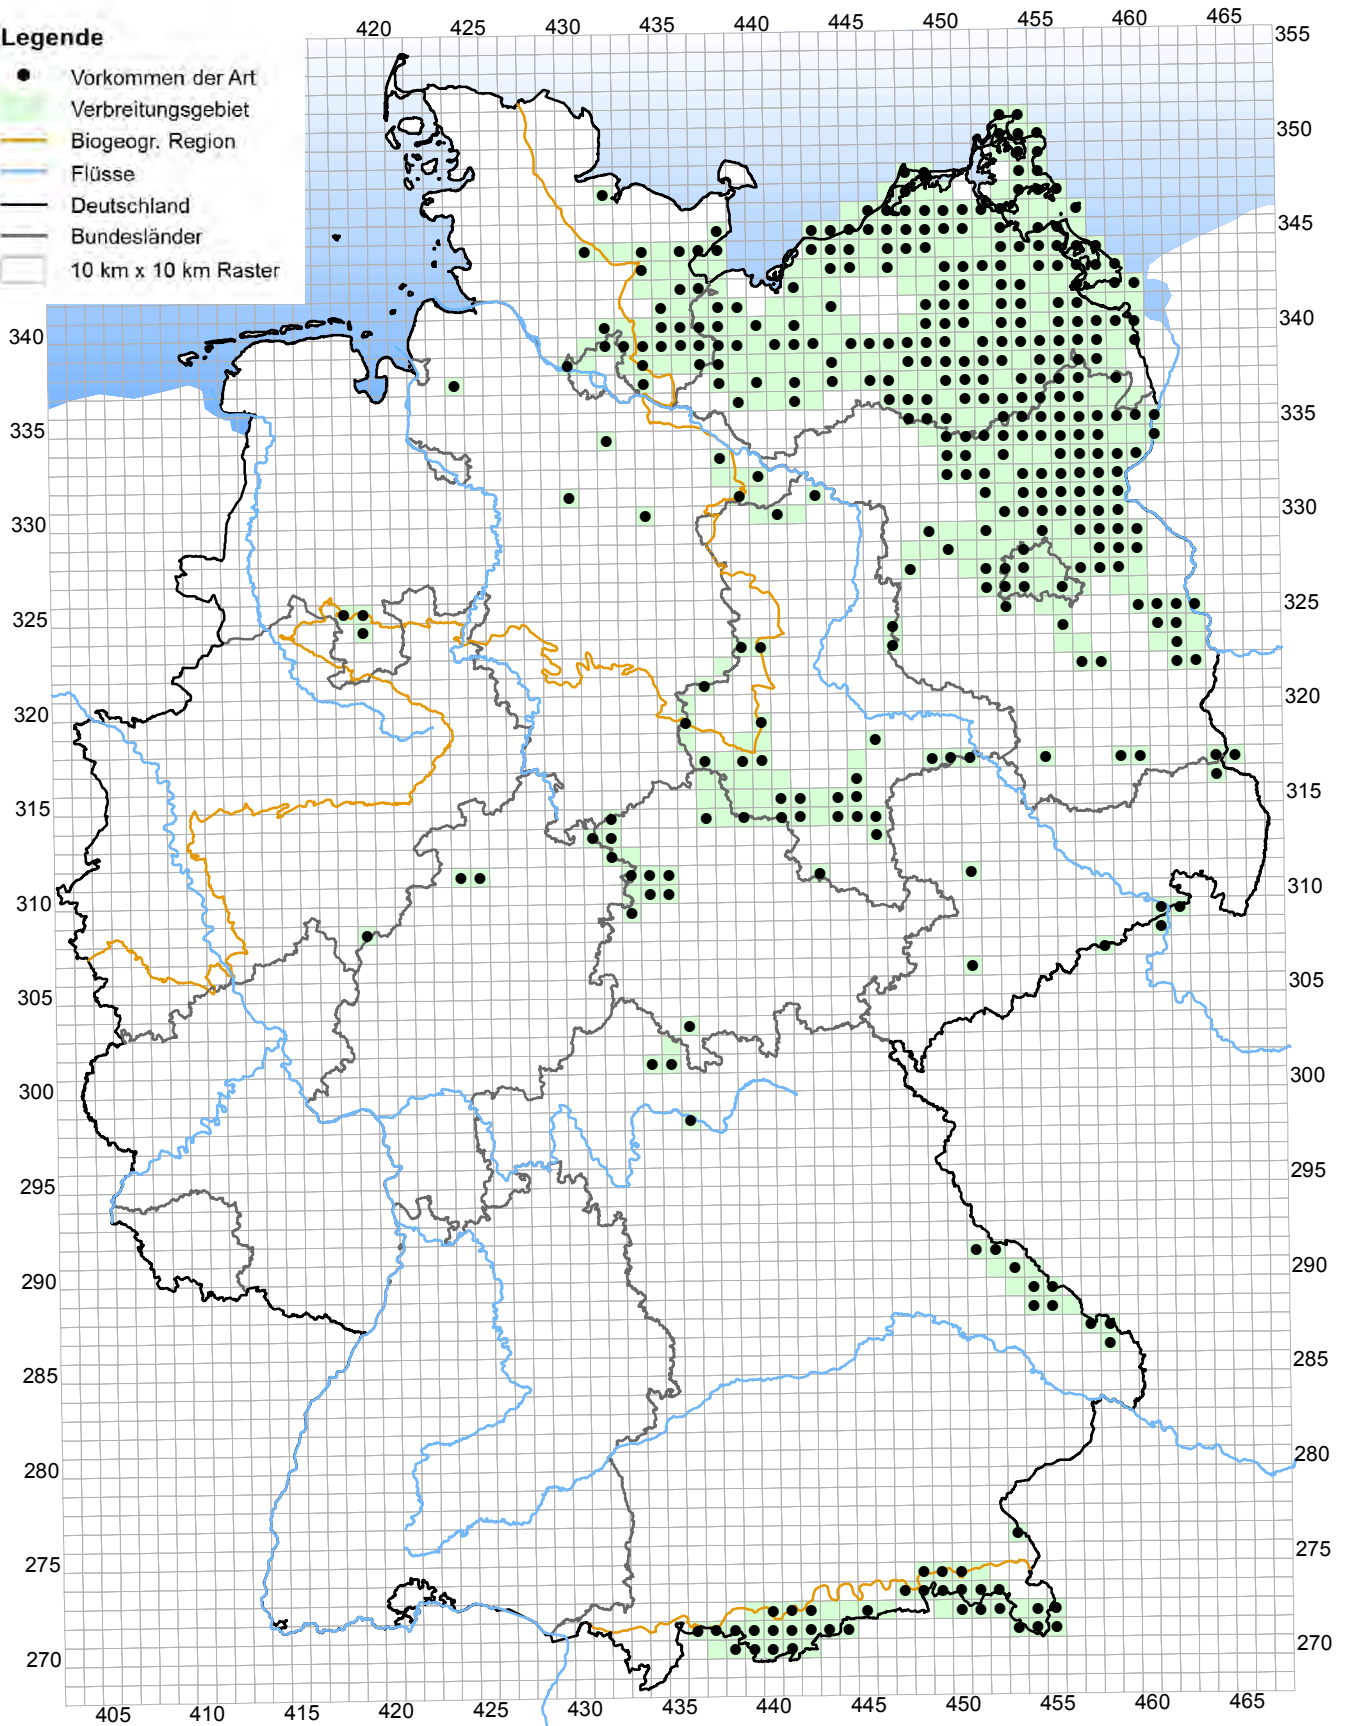 Legende
Vorkommen der Art
Verbreitungsgebiet
Biogeogr. Region
Flüsse
Deutschland
Bundesländer
10 km x 10 km Raster
420 425 430 435 440 445 450 455 460 465
355
350
345
340 340
335 335
330 330
325 325
320 320
315 315
310 310
305 305
300 300
295 295
290 290
285 285
280 280
275 275
270 270
405 410 415 420 425 430 435 440 445 450 455 460 465